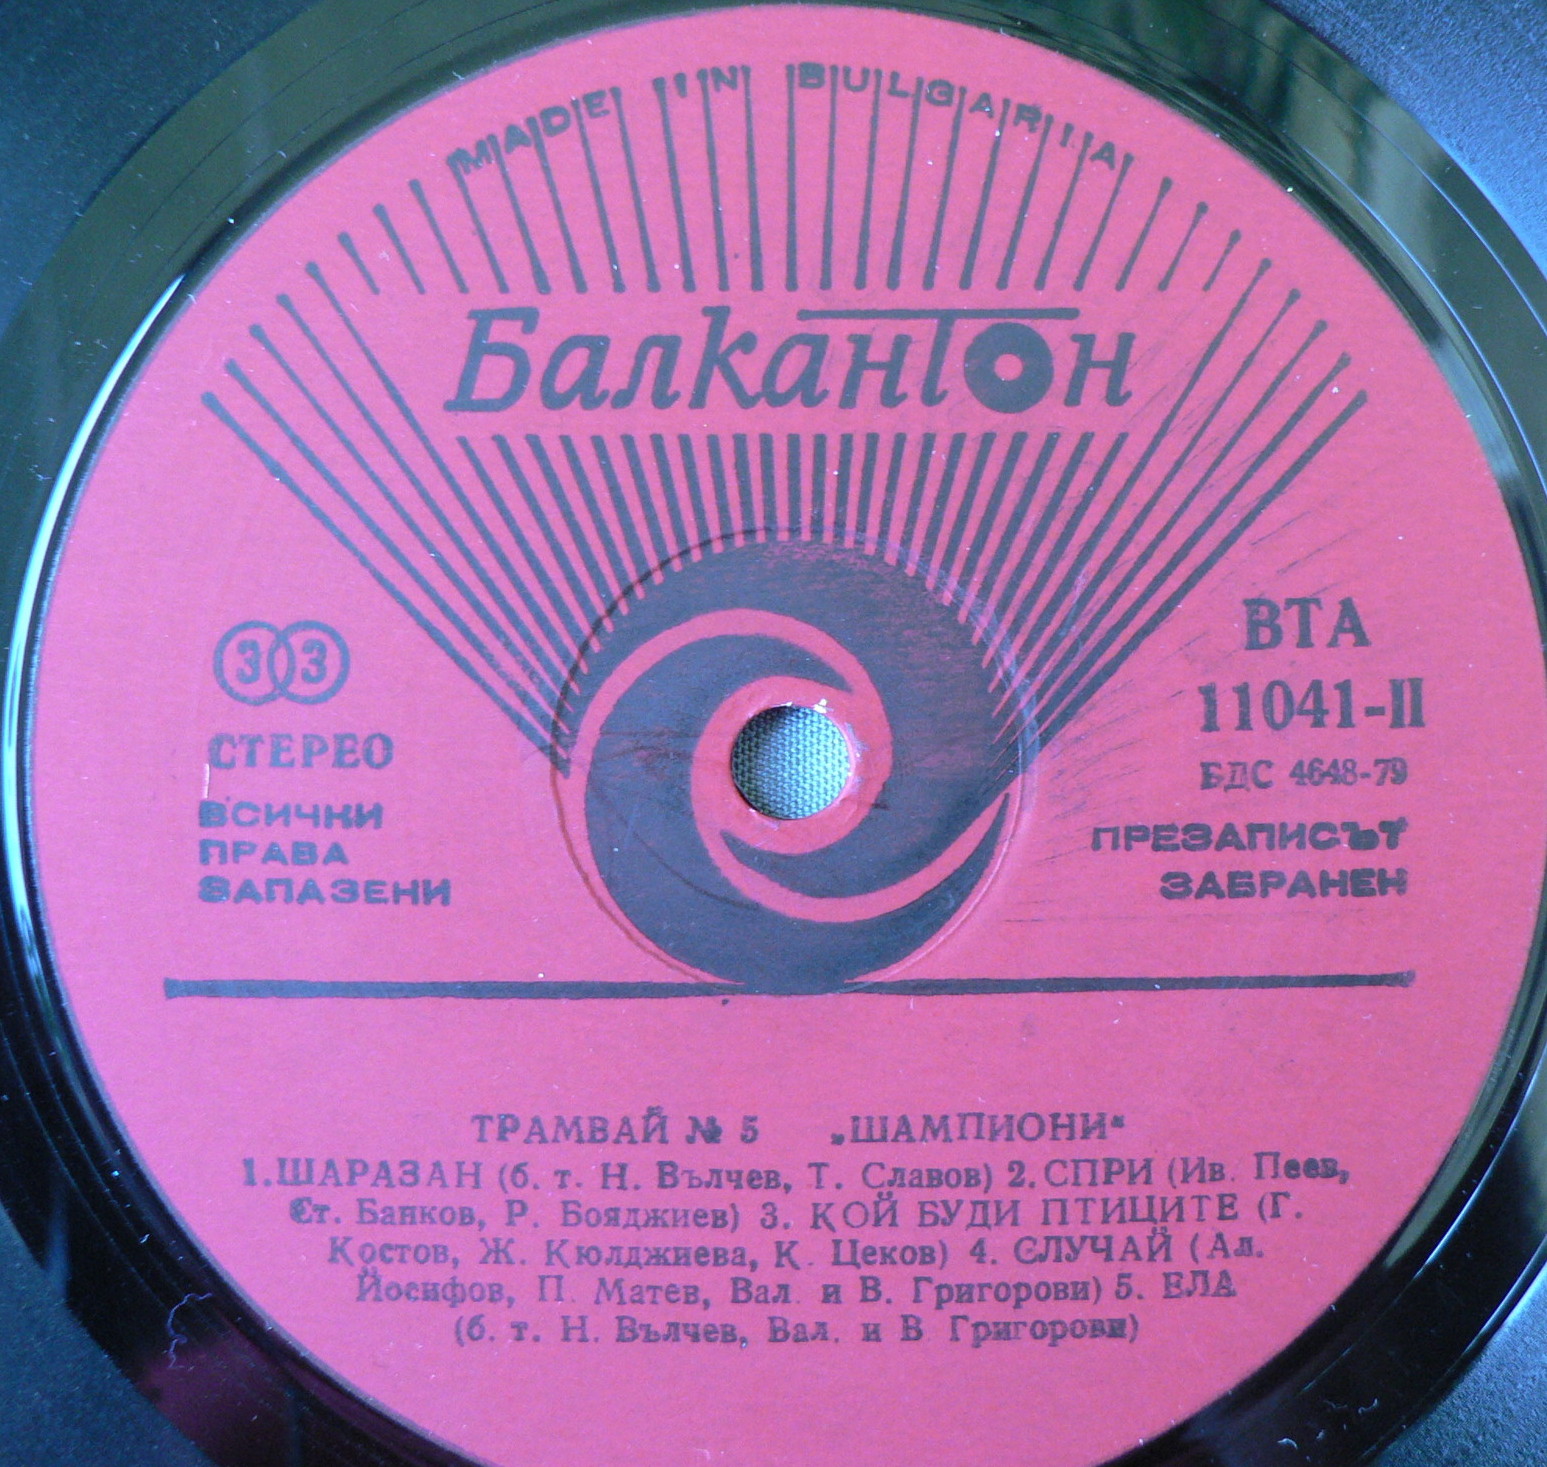 MADE IN BULGARIA
Балкантон
33
СТЕРЕО
ВСИЧКИ
ПРАВА
ЗАПАЗЕНИ
ВТА
11041-II
БДС 4648-79
ПРЕЗАПИСЪТ
ЗАБРАНЕН
ТРАМВАЙ № 5 „ШАМПИОНИ“
1. ШАРАЗАН (б. т. Н. Вълчев, Т. Славов) 2. СПРИ (Ив. Пеев,
Ст. Банков, Р. Бояджиев) 3. КОЙ БУДИ ПТИЦИТЕ (Г.
Костов, Ж. Кюлджиева, К. Цеков) 4. СЛУЧАЙ (Ал.
Йосифов, П. Матев, Вал. и В. Григорови) 5. ЕЛА
(б. т. Н. Вълчев, Вал. и В. Григорови)